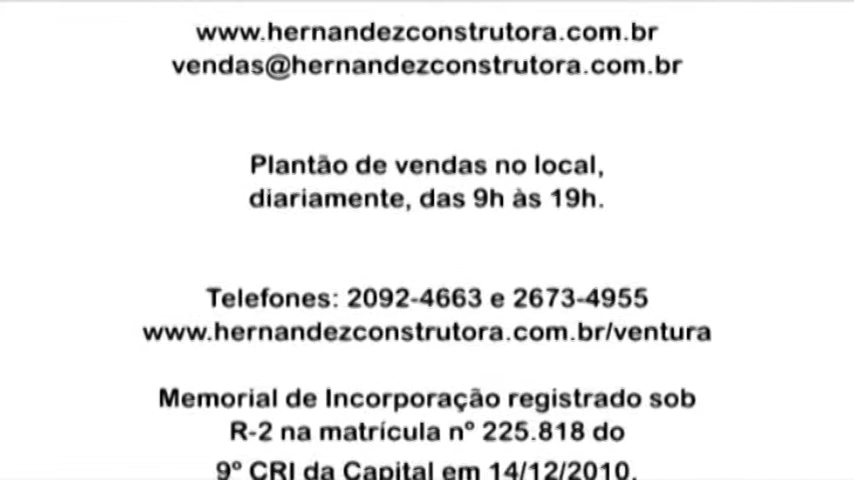 www.hernandezconstrutora.com.br
vendas@hernandezconstrutora.com.br
Plantão de vendas no local,
diariamente, das 9h às 19h.
Telefones: 2092-4663 e 2673-4955
www.hernandezconstrutora.com.br/ventura
Memorial de Incorporação registrado sob
R-2 na matrícula nº 225.818 do
9º CRI da Capital em 14/12/2010.